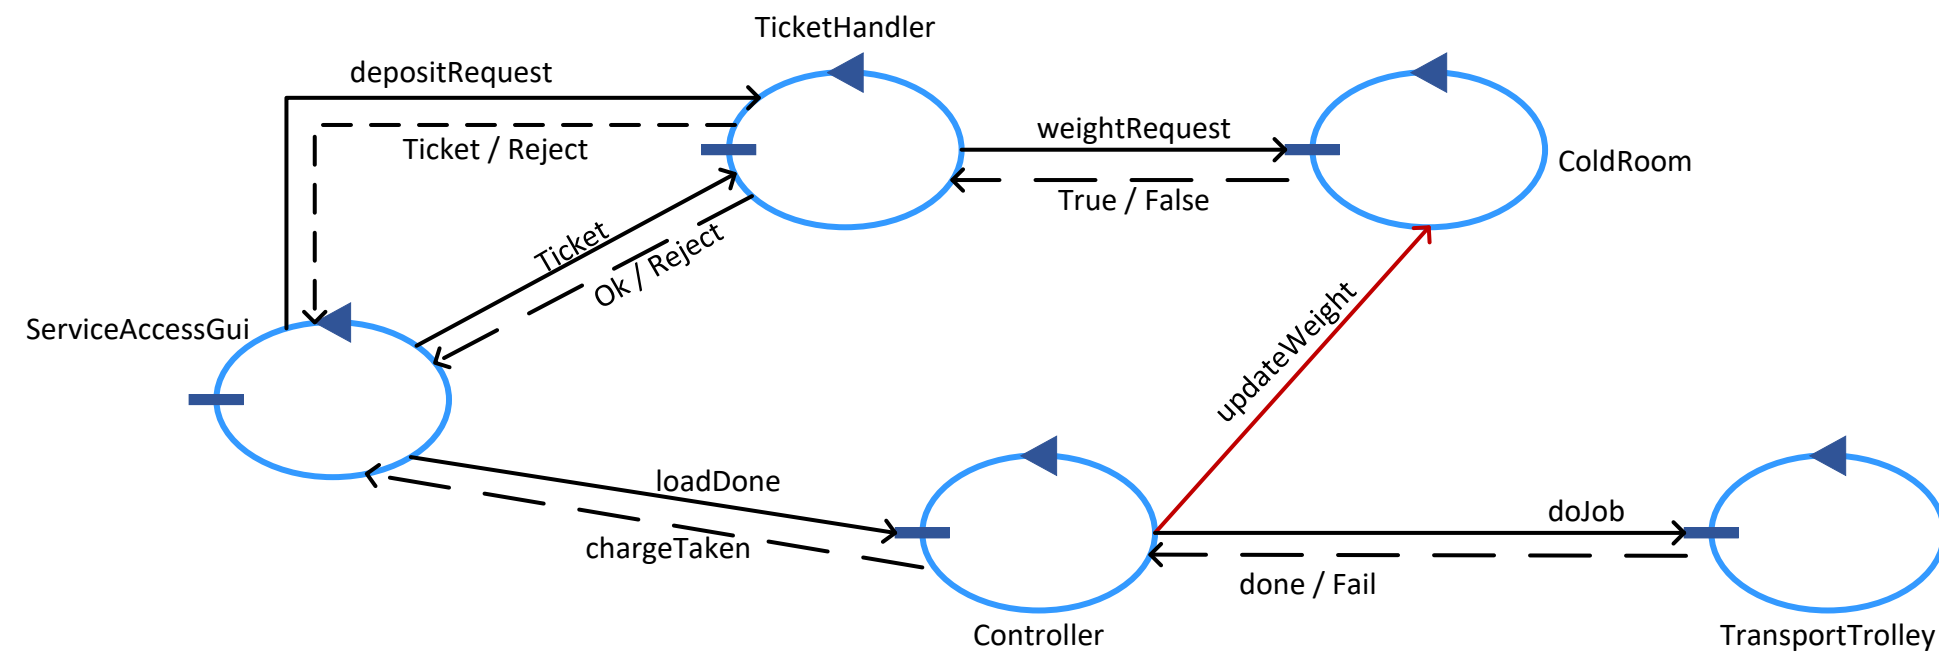 TicketHandler
depositRequest
Ticket / Reject
weightRequest
True / False
ColdRoom
Ticket
Ok / Reject
ServiceAccessGui
updateWeight
loadDone
chargeTaken
doJob
done / Fail
Controller
TransportTrolley